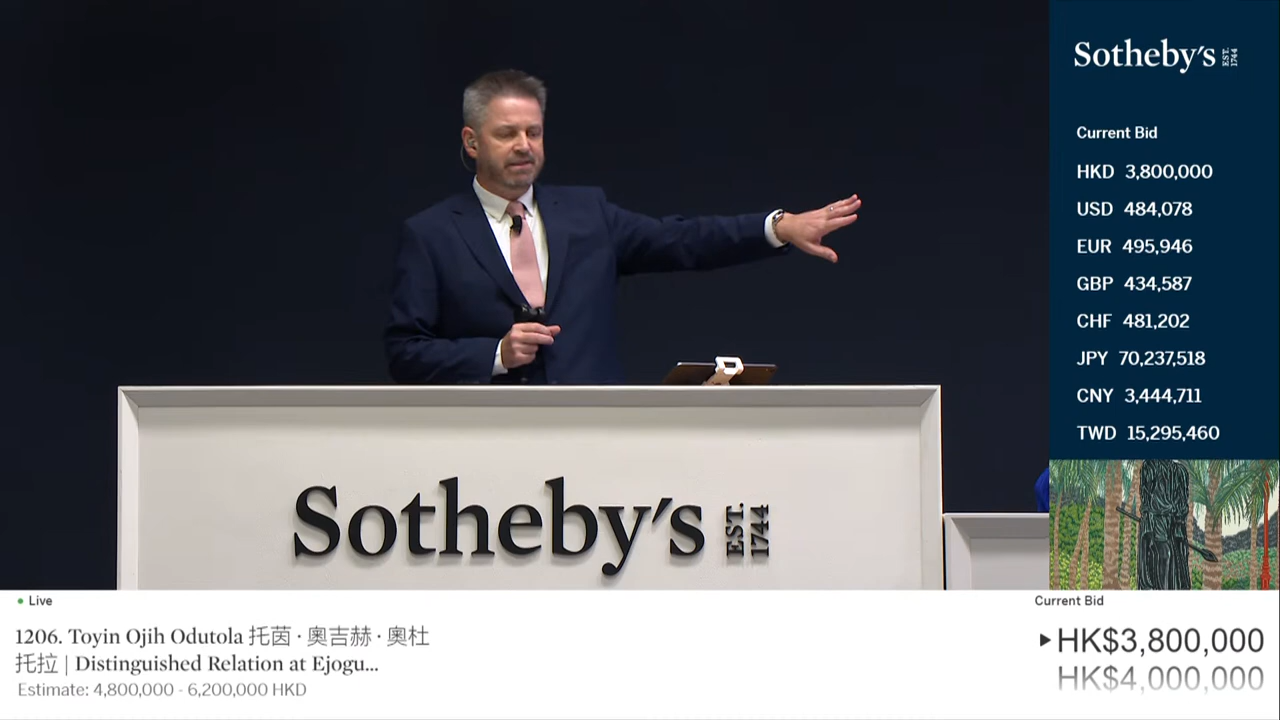 Sotheby's EST. 1744
Current Bid
HKD 3,800,000
USD 484,078
EUR 495,946
GBP 434,587
CHF 481,202
JPY 70,237,518
CNY 3,444,711
TWD 15,295,460
Sotheby's EST. 1744
Live
1206. Toyin Ojih Odutola 托茵 · 奧吉赫 · 奧杜
托拉 | Distinguished Relation at Ejogu...
Estimate: 4,800,000 - 6,200,000 HKD
Current Bid
HK$3,800,000
HK$4,000,000